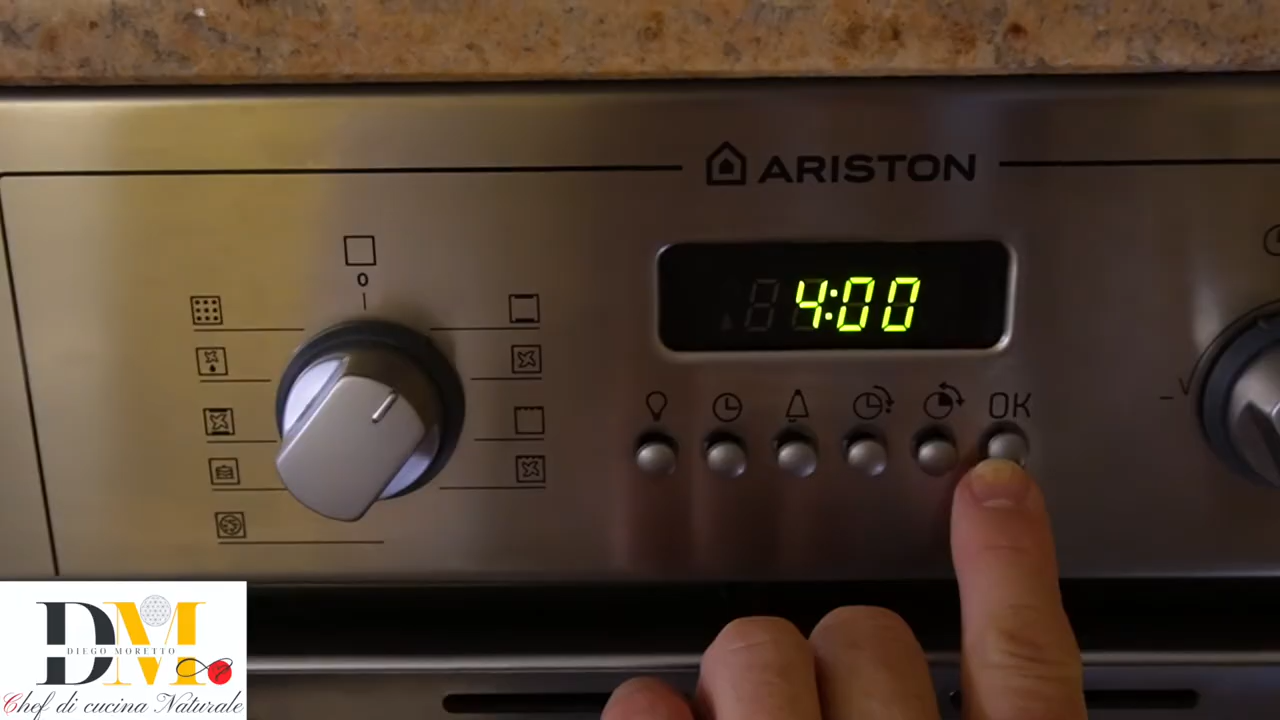 ARISTON
0
4:00
OK
DM
DIEGO MORETTO
Chef di cucina Naturale